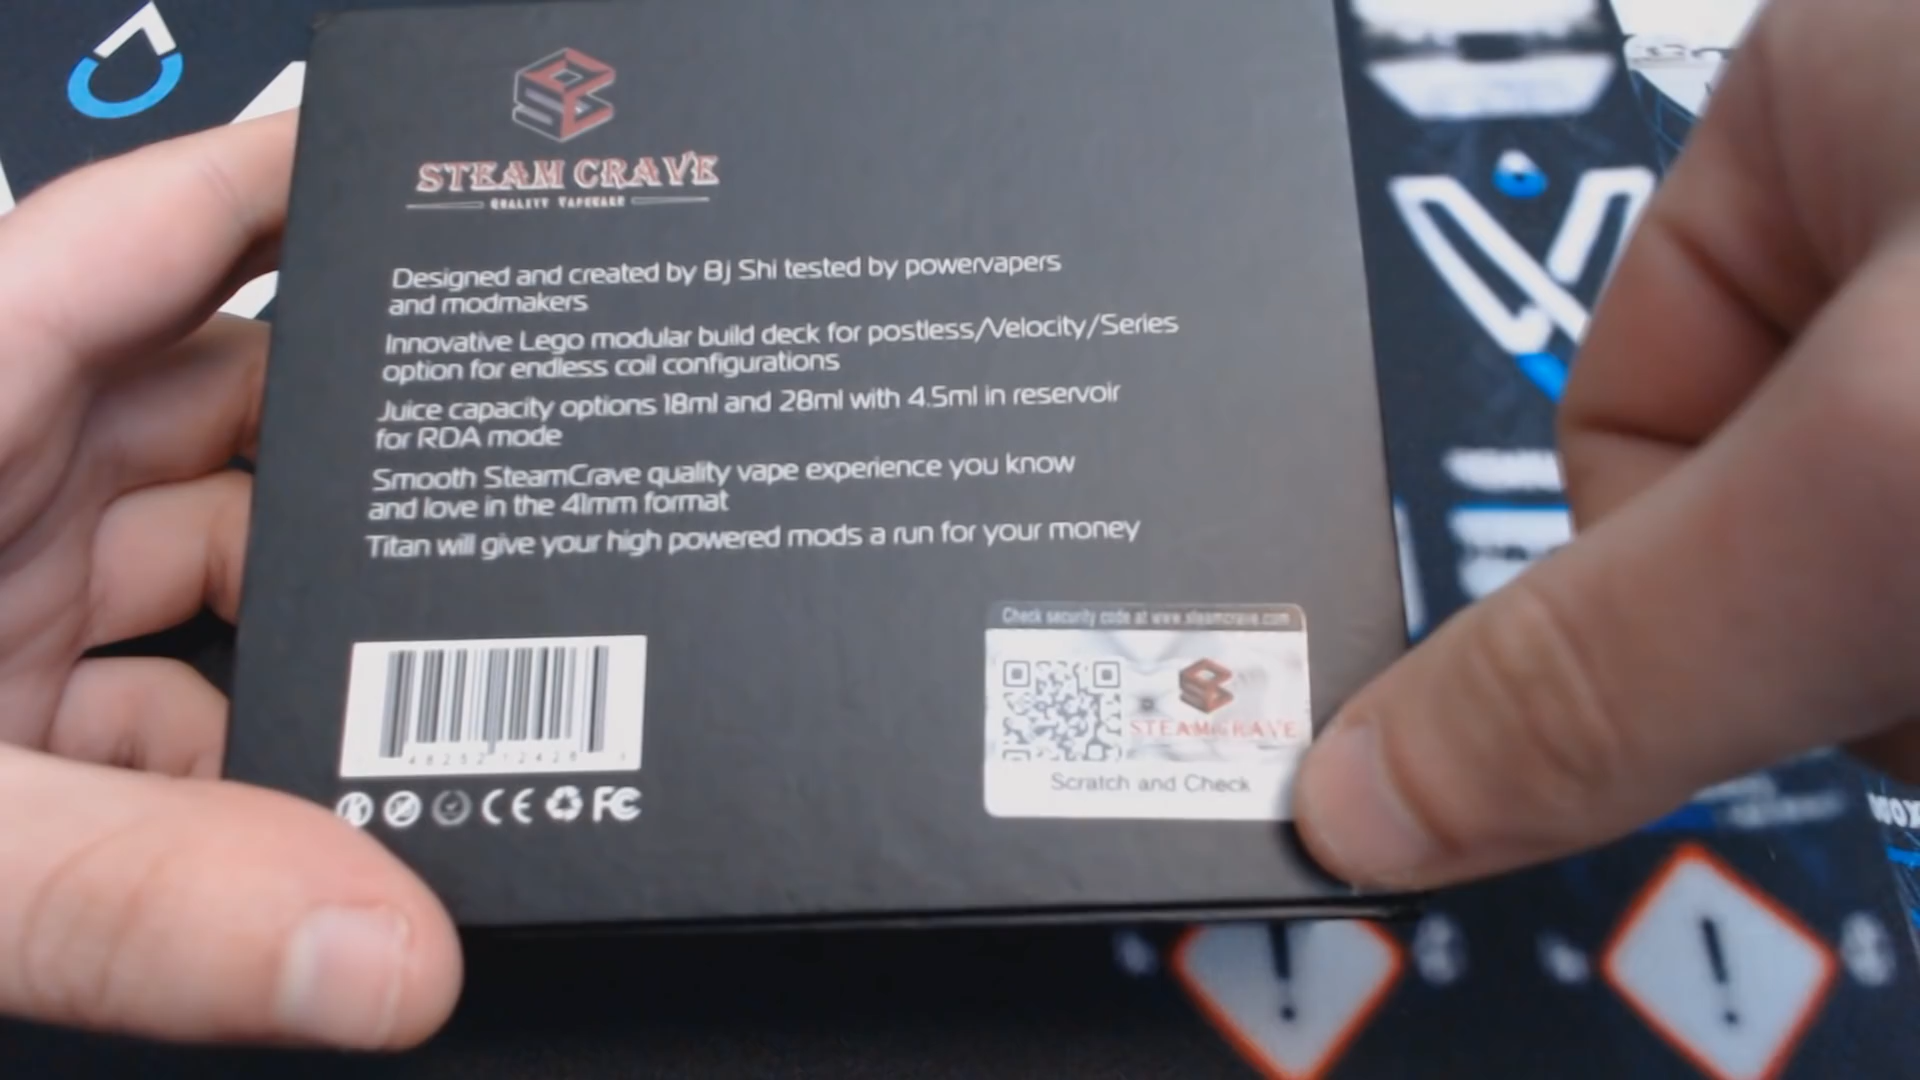 STEAM CRAVE
QUALITY VAPEWARE
Designed and created by Bj Shi tested by powervapers
and modmakers
Innovative Lego modular build deck for postless/Velocity/Series
option for endless coil configurations
Juice capacity options 18ml and 28ml with 4.5ml in reservoir
for RDA mode
Smooth SteamCrave quality vape experience you know
and love in the 41mm format
Titan will give your high powered mods a run for your money
Check security code at www.steamcrave.com
STEAM CRAVE
Scratch and Check
CE FC